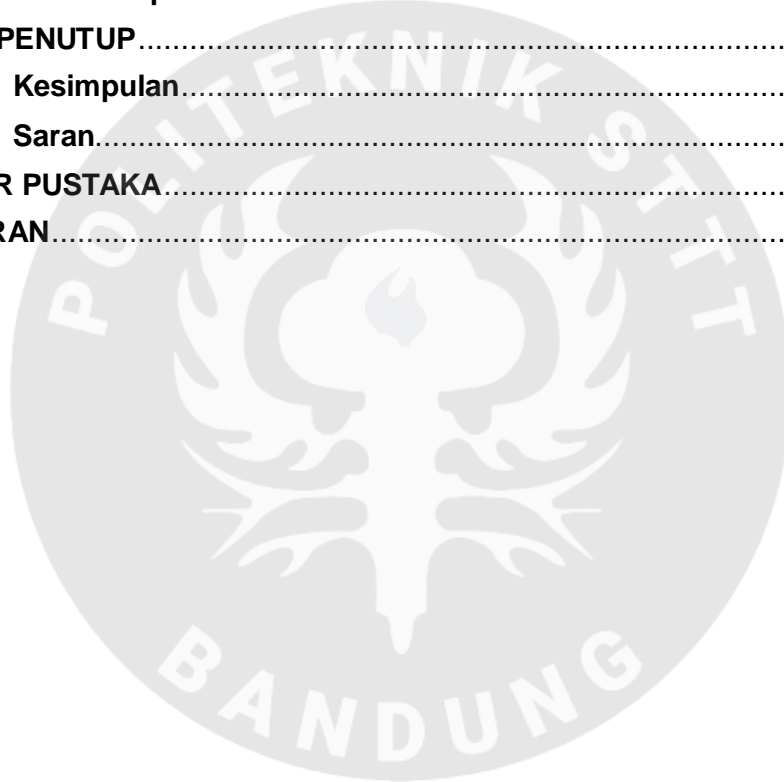 PENUTUP................................................................................
Kesimpulan................................................................................
Saran................................................................................
R PUSTAKA................................................................................
RAN................................................................................
POLITEKNIK STTT
BANDUNG